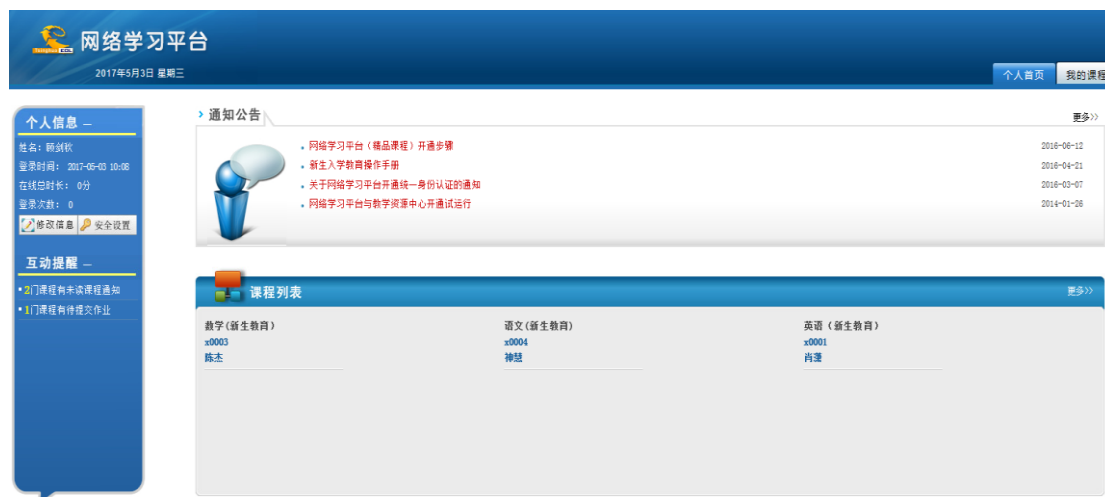 网络学习平台
2017年5月3日 星期三
个人首页
我的课程
个人信息
姓名：顾剑秋
登录时间： 2017-05-03 10:08
在线总时长： 0分
登录次数： 0
修改信息 安全设置
互动提醒
2门课程有未读课程通知
1门课程有待提交作业
通知公告
更多>>
网络学习平台（精品课程）开通步骤 2016-06-12
新生入学教育操作手册 2016-04-21
关于网络学习平台开通统一身份认证的通知 2016-03-07
网络学习平台与教学资源中心开通试运行 2014-01-26
课程列表
更多>>
数学(新生教育) 语文(新生教育) 英语（新生教育）
x0003 x0004 x0001
陈杰